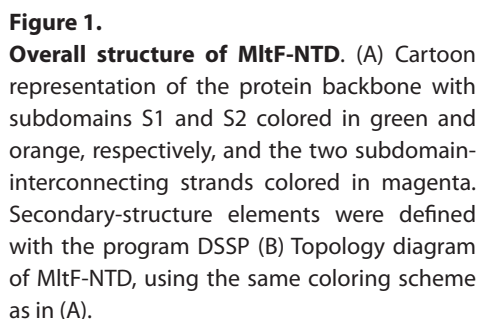 Figure 1.
Overall structure of MltF-NTD. (A) Cartoon
representation of the protein backbone with
subdomains S1 and S2 colored in green and
orange, respectively, and the two subdomain-
interconnecting strands colored in magenta.
Secondary-structure elements were defined
with the program DSSP (B) Topology diagram
of MltF-NTD, using the same coloring scheme
as in (A).